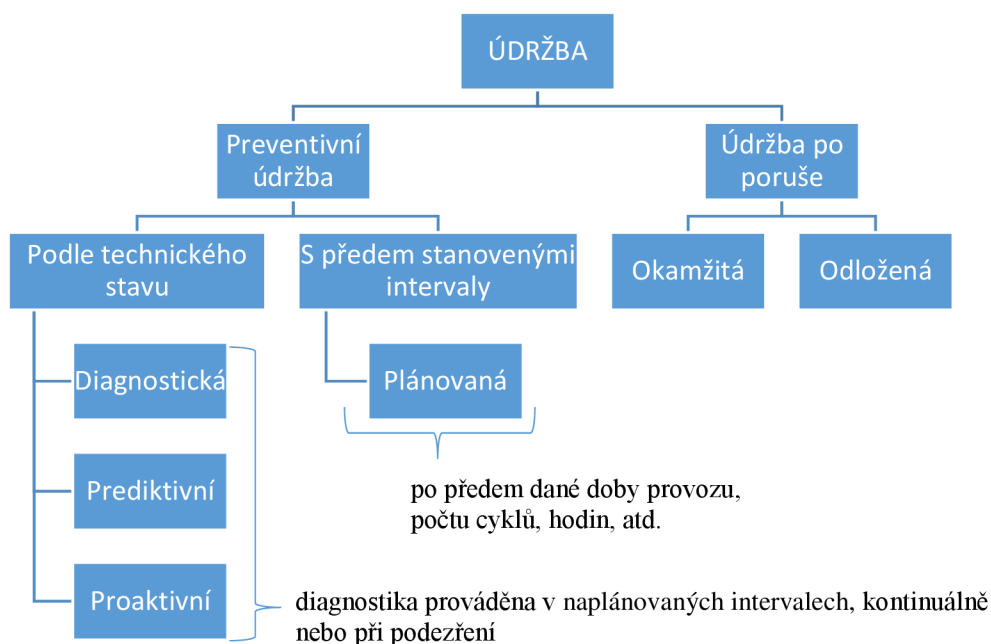 ÚDRŽBA
Preventivní
údržba
Údržba po
poruše
Podle technického
stavu
S předem stanovenými
intervaly
Okamžitá
Odložená
Diagnostická
Plánovaná
Prediktivní
po předem dané doby provozu,
počtu cyklů, hodin, atd.
Proaktivní
diagnostika prováděna v naplánovaných intervalech, kontinuálně
nebo při podezření